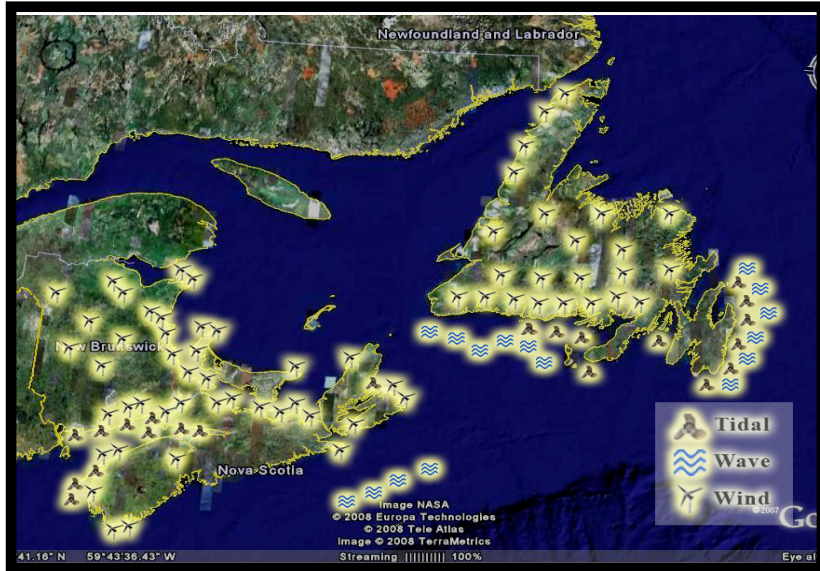 Newfoundland and Labrador
New Brunswick
Nova Scotia
Tidal
Wave
Wind
©2007
Go
Image NASA
© 2008 Europa Technologies
© 2008 Tele Atlas
Image © 2008 TerraMetrics
41.16" N 59°43'36.43" W Streaming |||||||||| 100% Eye al